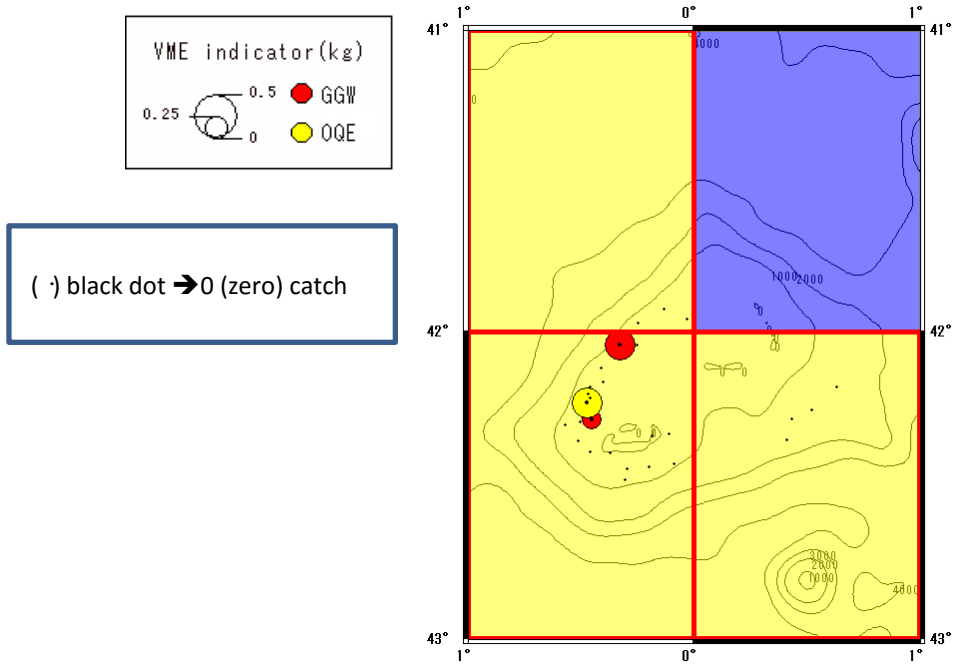 VME indicator(kg)
0.5 GGW
0.25
0 OQE
( ·) black dot ➔0 (zero) catch
1° 0° 1°
41° 41°
4000
0
1000 2000
42° 42°
0
0
0 0
3000
2000
1000
4000
43° 43°
1° 0° 1°